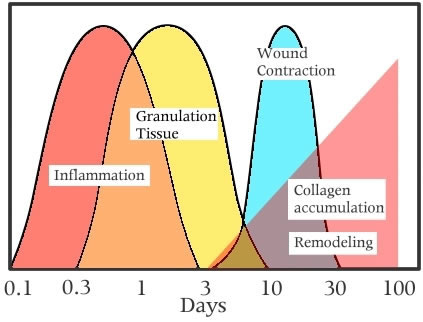 Wound
Contraction
Granulation
Tissue
Inflammation
Collagen
accumulation
Remodeling
0.1 0.3 1 3 10 30 100
Days